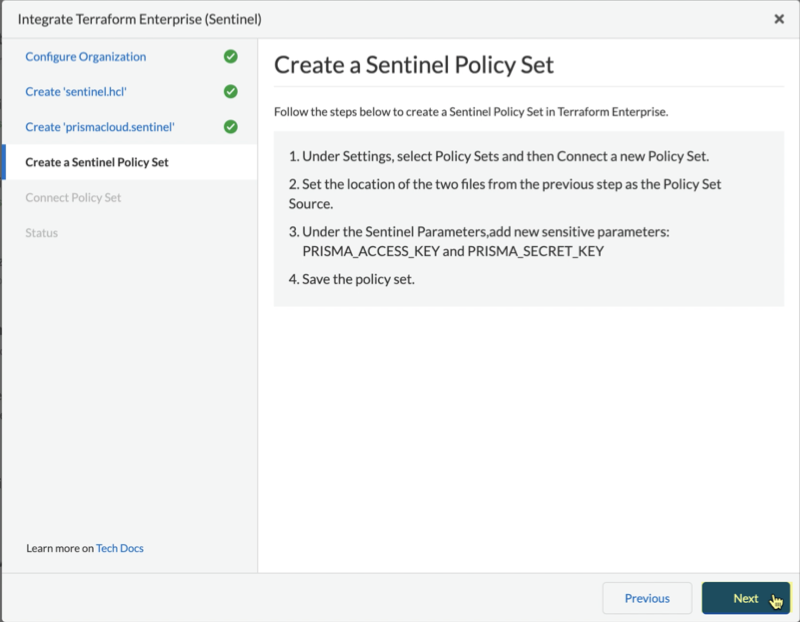 Integrate Terraform Enterprise (Sentinel)
Configure Organization
Create 'sentinel.hcl'
Create 'prismacloud.sentinel'
Create a Sentinel Policy Set
Connect Policy Set
Status
Learn more on Tech Docs
Create a Sentinel Policy Set
Follow the steps below to create a Sentinel Policy Set in Terraform Enterprise.
1. Under Settings, select Policy Sets and then Connect a new Policy Set.
2. Set the location of the two files from the previous step as the Policy Set
Source.
3. Under the Sentinel Parameters,add new sensitive parameters:
PRISMA_ACCESS_KEY and PRISMA_SECRET_KEY
4. Save the policy set.
Previous
Next